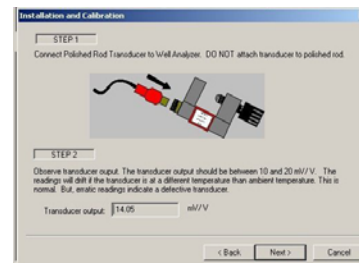 Installation and Calibration
STEP 1
Connect Polished Rod Transducer to Well Analyzer. DO NOT attach transducer to polished rod.
STEP 2
Observe transducer ouput. The transducer output should be between 10 and 20 mV/ V. The
readings will drift if the transducer is at a different temperature than ambient temperature. This is
normal. But, erratic readings indicate a defective transducer.
Transducer output: 14.05 mV/V
< Back Next > Cancel